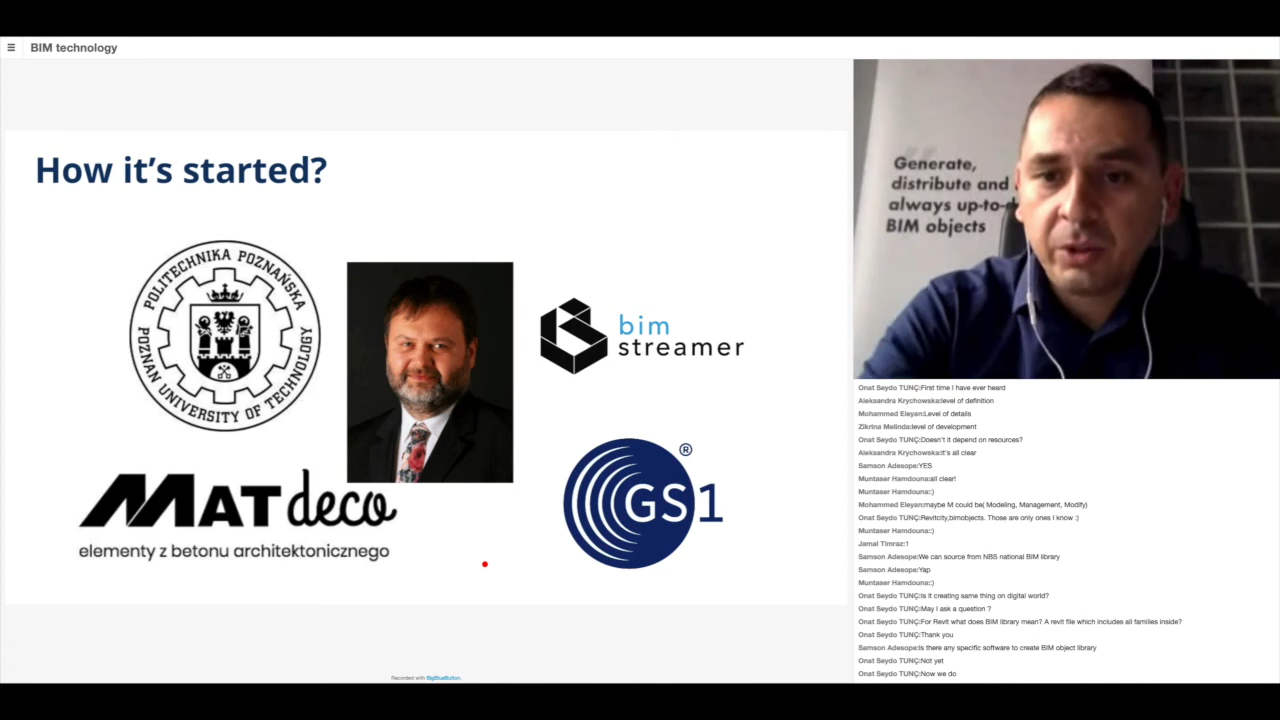 ☰ BIM technology
How it's started?
POLITECHNIKA POZNAŃSKA
POZNAN UNIVERSITY OF TECHNOLOGY
bim
streamer
MAT deco
elementy z betonu architektonicznego
GS1®
Recorded with BigBlueButton.
Generate,
distribute and
always up-to-d
BIM objects
Onat Seydo TUNÇ:First time I have ever heard
Aleksandra Krychowska:level of definition
Mohammed Eleyan:Level of details
Zikrina Melinda:level of development
Onat Seydo TUNÇ:Doesn't it depend on resources?
Aleksandra Krychowska:it's all clear
Samson Adesope:YES
Muntaser Hamdouna:all clear!
Muntaser Hamdouna::)
Mohammed Eleyan:maybe M could be( Modeling, Management, Modify)
Onat Seydo TUNÇ:Revitcity,bimobjects. Those are only ones I know :)
Muntaser Hamdouna::)
Jamal Timraz:1
Samson Adesope:We can source from NBS national BIM library
Samson Adesope:Yap
Muntaser Hamdouna::)
Onat Seydo TUNÇ:Is it creating same thing on digital world?
Onat Seydo TUNÇ:May I ask a question ?
Onat Seydo TUNÇ:For Revit what does BIM library mean? A revit file which includes all families inside?
Onat Seydo TUNÇ:Thank you
Samson Adesope:Is there any specific software to create BIM object library
Onat Seydo TUNÇ:Not yet
Onat Seydo TUNÇ:Now we do